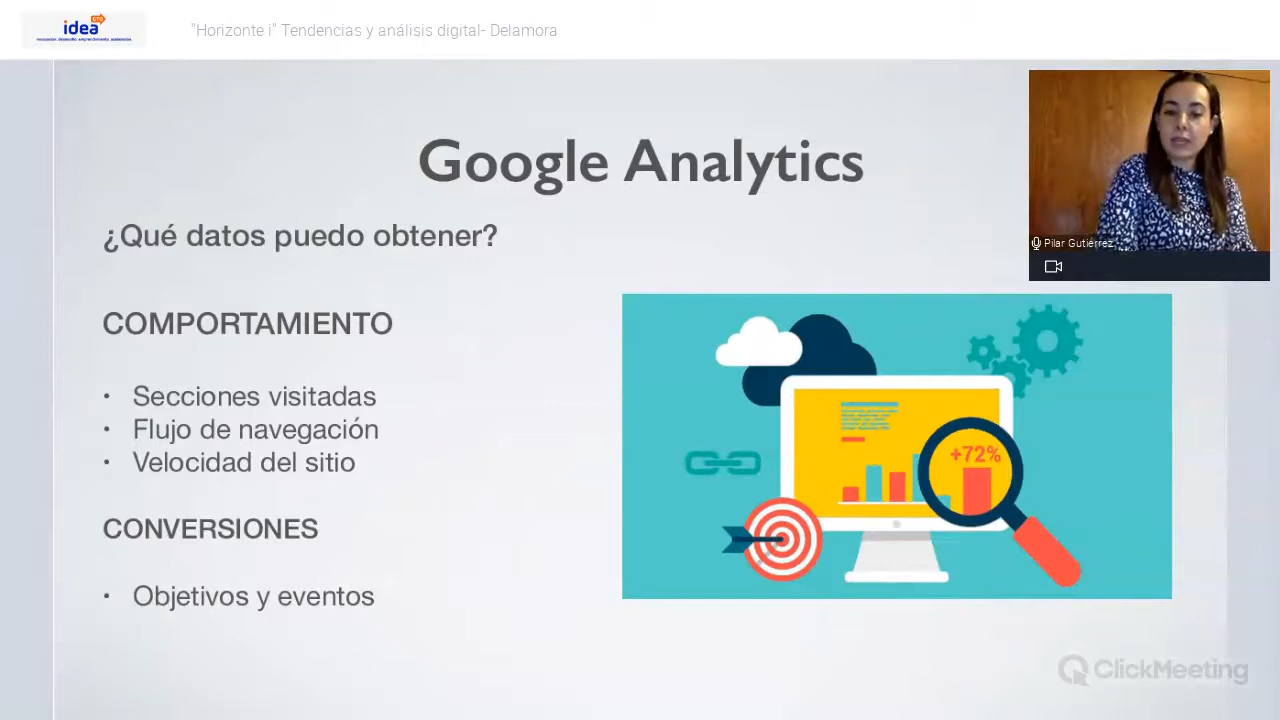 idea GTO
"Horizonte i" Tendencias y análisis digital- Delamora
Google Analytics
Pilar Gutiérrez
¿Qué datos puedo obtener?
COMPORTAMIENTO
• Secciones visitadas
• Flujo de navegación
• Velocidad del sitio
+72%
CONVERSIONES
• Objetivos y eventos
ClickMeeting